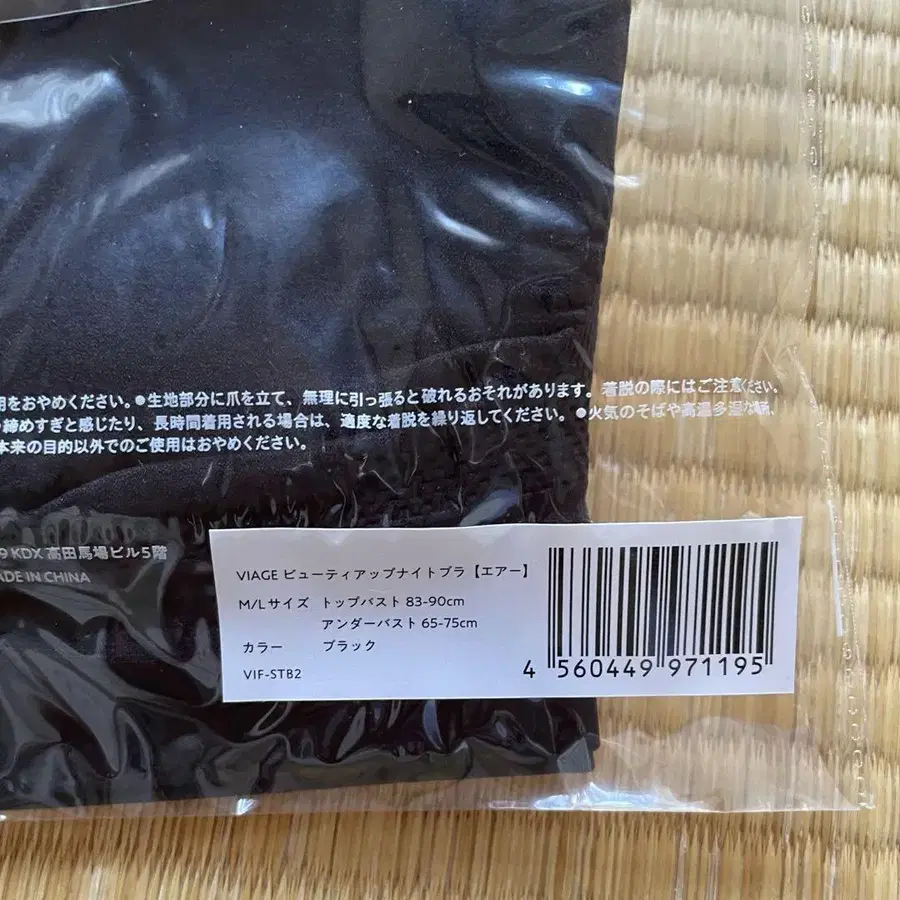 用をおやめください。●生地部分に爪を立て、無理に引っ張ると破れるおそれがあります。着脱の際にはご注意ください。
締めすぎと感じたり、長時間着用される場合は、適度な着脱を繰り返してください。●火気のそばや高温多湿な場所、
本来の目的以外でのご使用はおやめください。
9 KDX 高田馬場ビル5階
MADE IN CHINA
VIAGE ビューティアップナイトブラ【エアー】
M/Lサイズ トップバスト 83-90cm
アンダーバスト 65-75cm
カラー ブラック
VIF-STB2
4 560449 971195